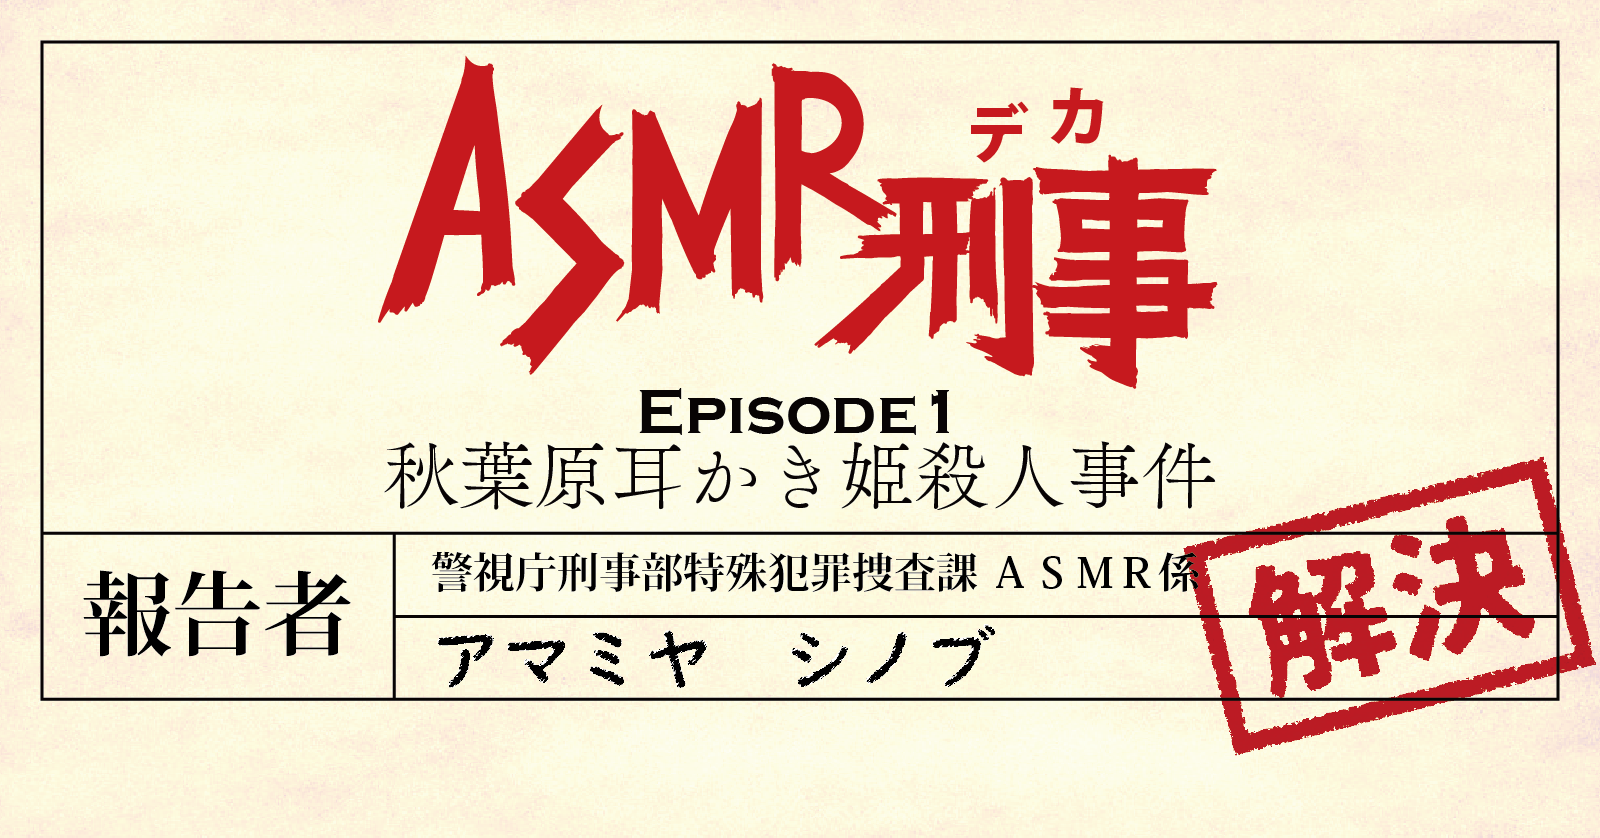 ASMR刑事
デカ
EPISODE1
秋葉原耳かき姫殺人事件
報告者
警視庁刑事部特殊犯罪捜査課 ＡＳＭＲ係
アマミヤ　シノブ
解決